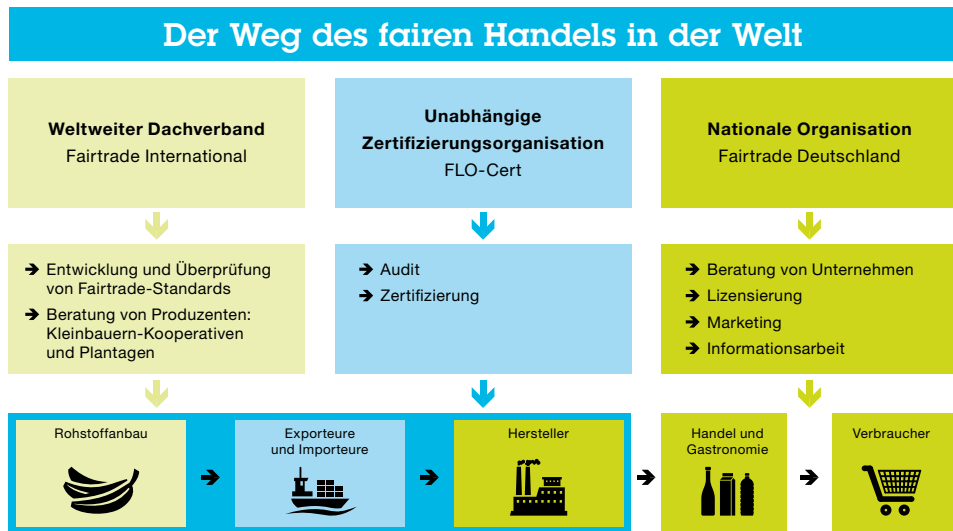 Der Weg des fairen Handels in der Welt
Weltweiter Dachverband
Fairtrade International
Unabhängige
Zertifizierungsorganisation
FLO-Cert
Nationale Organisation
Fairtrade Deutschland
➔ Entwicklung und Überprüfung
von Fairtrade-Standards
➔ Beratung von Produzenten:
Kleinbauern-Kooperativen
und Plantagen
➔ Audit
➔ Zertifizierung
➔ Beratung von Unternehmen
➔ Lizensierung
➔ Marketing
➔ Informationsarbeit
Rohstoffanbau
Exporteure
und Importeure
Hersteller
Handel und
Gastronomie
Verbraucher